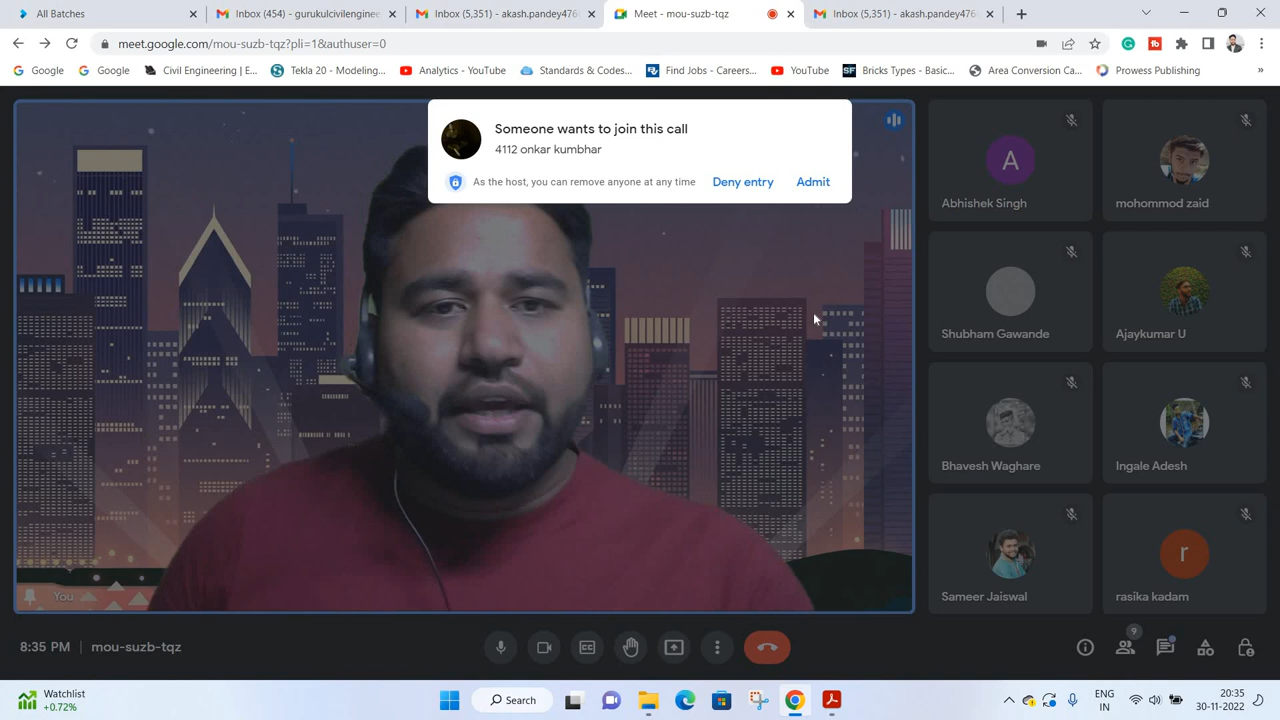 All Batches
Inbox (454) - gurukulcivilengine
Inbox (5,351) - akash.pandey476
Meet - mou-suzb-tqz
Inbox (5,351) - akash.pandey476
meet.google.com/mou-suzb-tqz?pli=1&authuser=0
Google
Google
Civil Engineering | E...
Tekla 20 - Modeling...
Analytics - YouTube
Standards & Codes...
Find Jobs - Careers...
YouTube
Bricks Types - Basic...
Area Conversion Ca...
Prowess Publishing
»
Someone wants to join this call
4112 onkar kumbhar
As the host, you can remove anyone at any time
Deny entry
Admit
A
Abhishek Singh
mohommod zaid
Shubham Gawande
Ajaykumar U
Bhavesh Waghare
Ingale Adesh
Sameer Jaiswal
r
rasika kadam
You
8:35 PM
mou-suzb-tqz
9
Watchlist
+0.72%
Search
ENG
IN
20:35
30-11-2022